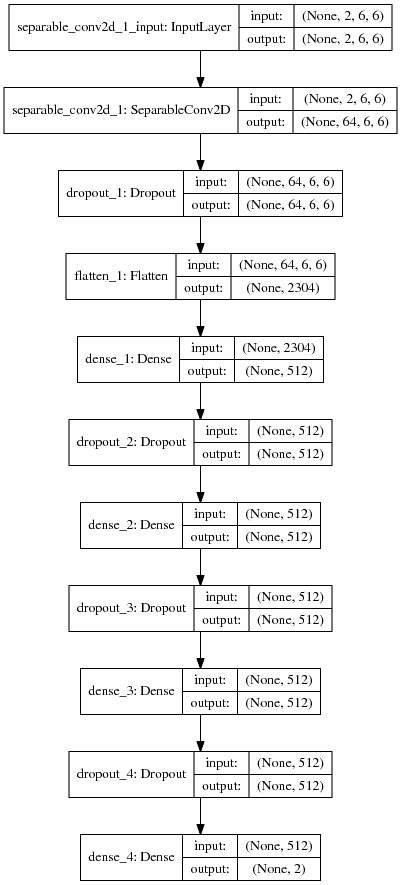 separable_conv2d_1_input: InputLayer
input: (None, 2, 6, 6)
output: (None, 2, 6, 6)
separable_conv2d_1: SeparableConv2D
input: (None, 2, 6, 6)
output: (None, 64, 6, 6)
dropout_1: Dropout
input: (None, 64, 6, 6)
output: (None, 64, 6, 6)
flatten_1: Flatten
input: (None, 64, 6, 6)
output: (None, 2304)
dense_1: Dense
input: (None, 2304)
output: (None, 512)
dropout_2: Dropout
input: (None, 512)
output: (None, 512)
dense_2: Dense
input: (None, 512)
output: (None, 512)
dropout_3: Dropout
input: (None, 512)
output: (None, 512)
dense_3: Dense
input: (None, 512)
output: (None, 512)
dropout_4: Dropout
input: (None, 512)
output: (None, 512)
dense_4: Dense
input: (None, 512)
output: (None, 2)